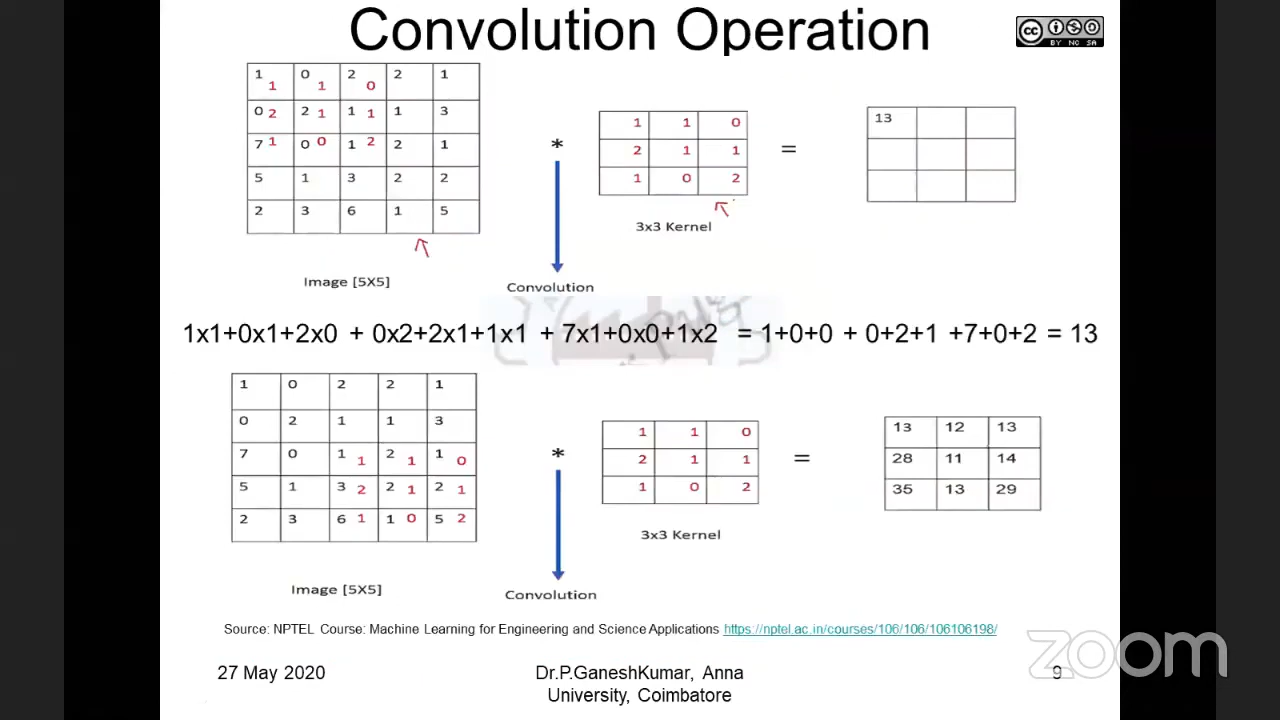 Convolution Operation
CC BY NC SA
1 1 0 1 2 0 2 1
0 2 2 1 1 1 1 3
7 1 0 0 1 2 2 1
5 1 3 2 2
2 3 6 1 5
*
1 1 0
2 1 1
1 0 2
=
13
3x3 Kernel
Image [5X5]
Convolution
1x1+0x1+2x0 + 0x2+2x1+1x1 + 7x1+0x0+1x2 = 1+0+0 + 0+2+1 +7+0+2 = 13
1 0 2 2 1
0 2 1 1 3
7 0 1 1 2 1 1 0
5 1 3 2 2 1 2 1
2 3 6 1 1 0 5 2
*
1 1 0
2 1 1
1 0 2
=
13 12 13
28 11 14
35 13 29
3x3 Kernel
Image [5X5]
Convolution
Source: NPTEL Course: Machine Learning for Engineering and Science Applications https://nptel.ac.in/courses/106/106/106106198/
27 May 2020
Dr.P.GaneshKumar, Anna
University, Coimbatore
9
zoom